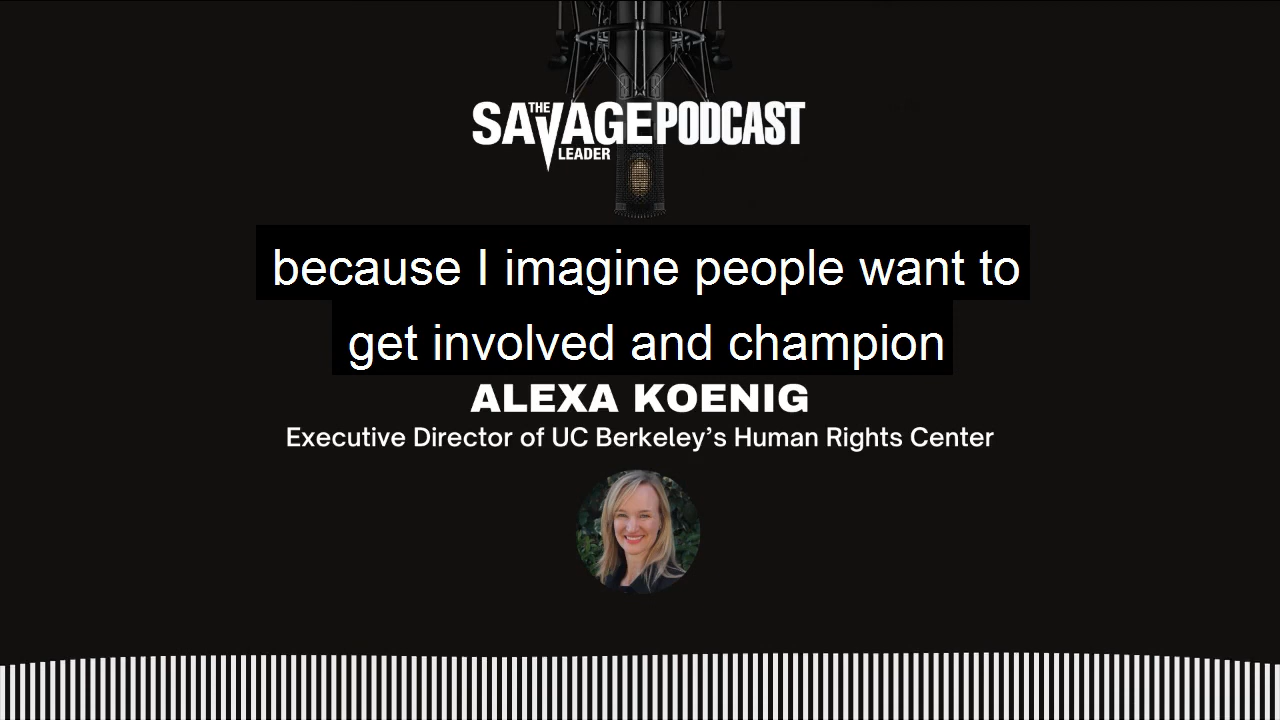 THE SAVAGE LEADER PODCAST
because I imagine people want to
get involved and champion
ALEXA KOENIG
Executive Director of UC Berkeley’s Human Rights Center